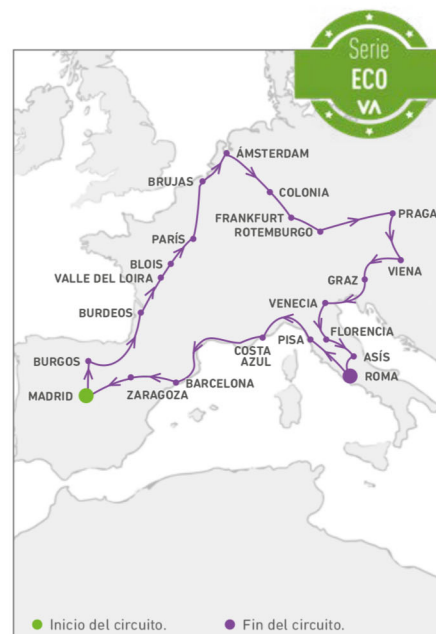 Serie
ECO
VA
ÁMSTERDAM
BRUJAS
COLONIA
FRANKFURT
ROTEMBURGO
PRAGA
PARÍS
BLOIS
VALLE DEL LOIRA
VIENA
GRAZ
BURDEOS
VENECIA
FLORENCIA
BURGOS
COSTA
AZUL
PISA
ASÍS
MADRID
ZARAGOZA
BARCELONA
ROMA
Inicio del circuito.
Fin del circuito.